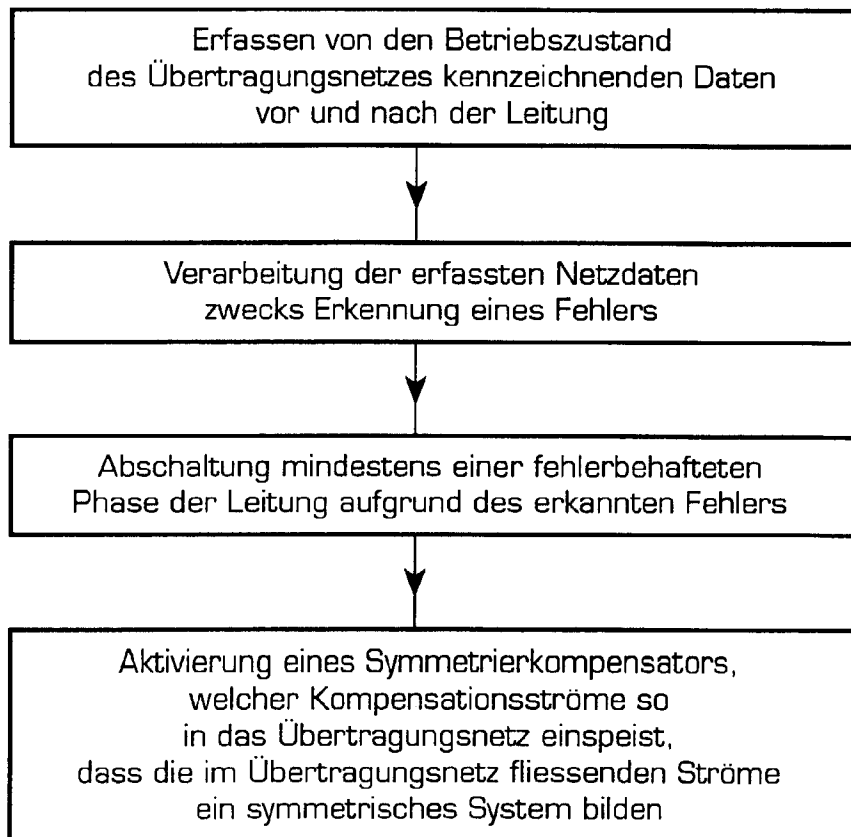 Erfassen von den Betriebszustand
des Übertragungsnetzes kennzeichnenden Daten
vor und nach der Leitung
Verarbeitung der erfassten Netzdaten
zwecks Erkennung eines Fehlers
Abschaltung mindestens einer fehlerbehafteten
Phase der Leitung aufgrund des erkannten Fehlers
Aktivierung eines Symmetrierkompensators,
welcher Kompensationsströme so
in das Übertragungsnetz einspeist,
dass die im Übertragungsnetz fliessenden Ströme
ein symmetrisches System bilden